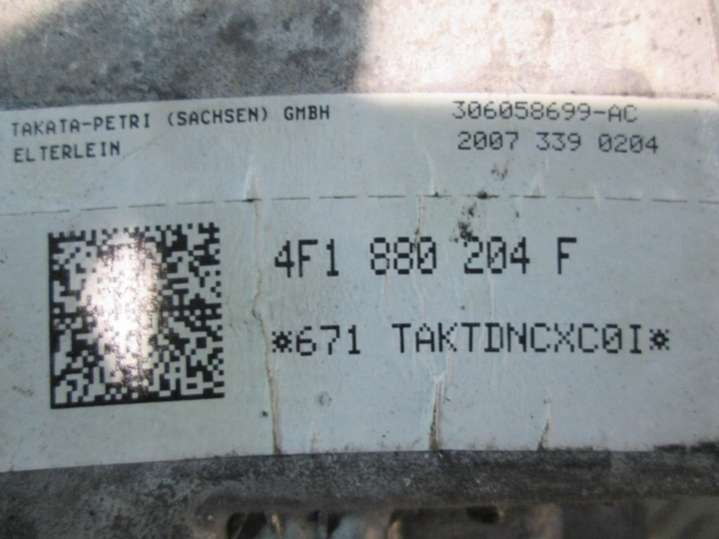 TAKATA-PETRI (SACHSEN) GMBH
ELTERLEIN
306058699-AC
2007 339 0204
4F1 880 204 F
*671 TAKTDNCXC0I*